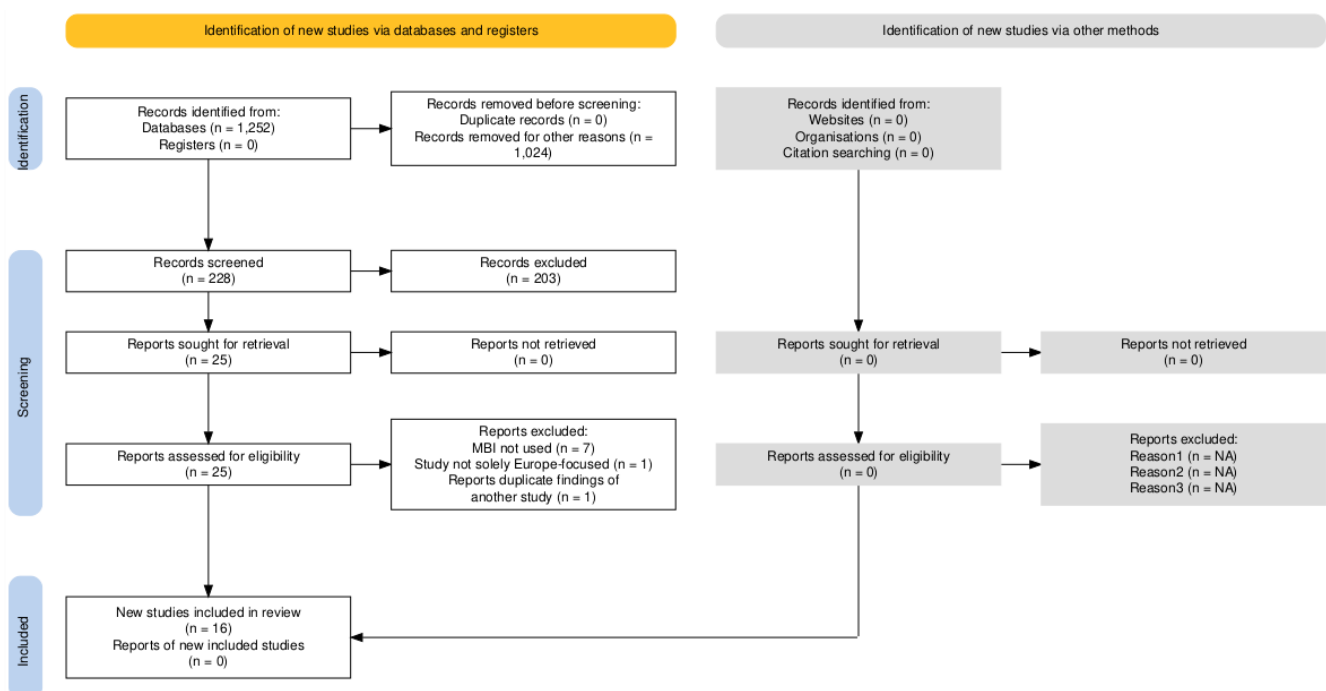 Identification of new studies via databases and registers
Identification of new studies via other methods
Identification
Records identified from:
Databases (n = 1,252)
Registers (n = 0)
Records removed before screening:
Duplicate records (n = 0)
Records removed for other reasons (n =
1,024)
Records identified from:
Websites (n = 0)
Organisations (n = 0)
Citation searching (n = 0)
Screening
Records screened
(n = 228)
Records excluded
(n = 203)
Reports sought for retrieval
(n = 25)
Reports not retrieved
(n = 0)
Reports sought for retrieval
(n = 0)
Reports not retrieved
(n = 0)
Reports assessed for eligibility
(n = 25)
Reports excluded:
MBI not used (n = 7)
Study not solely Europe-focused (n = 1)
Reports duplicate findings of
another study (n = 1)
Reports assessed for eligibility
(n = 0)
Reports excluded:
Reason1 (n = NA)
Reason2 (n = NA)
Reason3 (n = NA)
Included
New studies included in review
(n = 16)
Reports of new included studies
(n = 0)